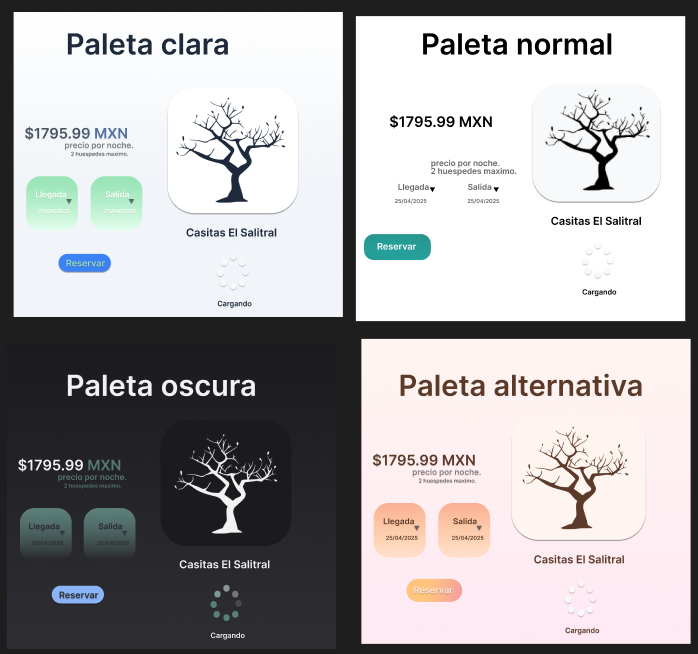 Paleta clara
$1795.99 MXN
precio por noche.
2 huespedes maximo.
Llegada
Salida
25/04/2025
25/04/2025
Reservar
Casitas El Salitral
Cargando
Paleta normal
$1795.99 MXN
precio por noche.
2 huespedes maximo.
Llegada
Salida
25/04/2025
25/04/2025
Reservar
Casitas El Salitral
Cargando
Paleta oscura
$1795.99 MXN
precio por noche.
2 huespedes maximo.
Llegada
Salida
25/04/2025
25/04/2025
Reservar
Casitas El Salitral
Cargando
Paleta alternativa
$1795.99 MXN
precio por noche.
2 huespedes maximo.
Llegada
Salida
25/04/2025
25/04/2025
Reservar
Casitas El Salitral
Cargando